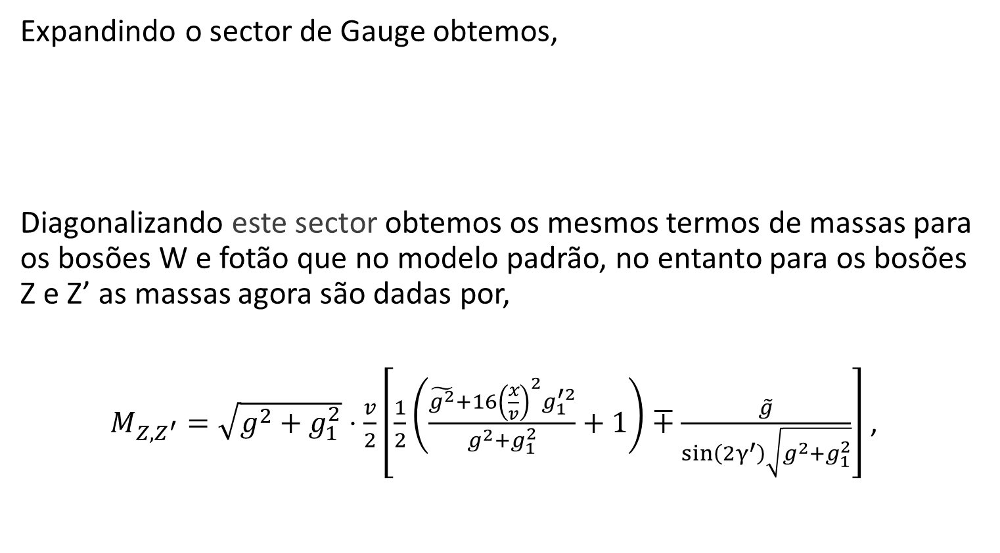 Expandindo o sector de Gauge obtemos,
Diagonalizando este sector obtemos os mesmos termos de massas para
os bosões W e fotão que no modelo padrão, no entanto para os bosões
Z e Z’ as massas agora são dadas por,
$M_{Z,Z'} = \sqrt{g^2 + g_1^2} \cdot \frac{v}{2} \left[ \frac{1}{2} \left( \frac{\widetilde{g^2} + 16 \left( \frac{x}{v} \right)^2 g_1'^2}{g^2 + g_1^2} + 1 \right) \mp \frac{\tilde{g}}{\sin(2\gamma') \sqrt{g^2 + g_1^2}} \right],$